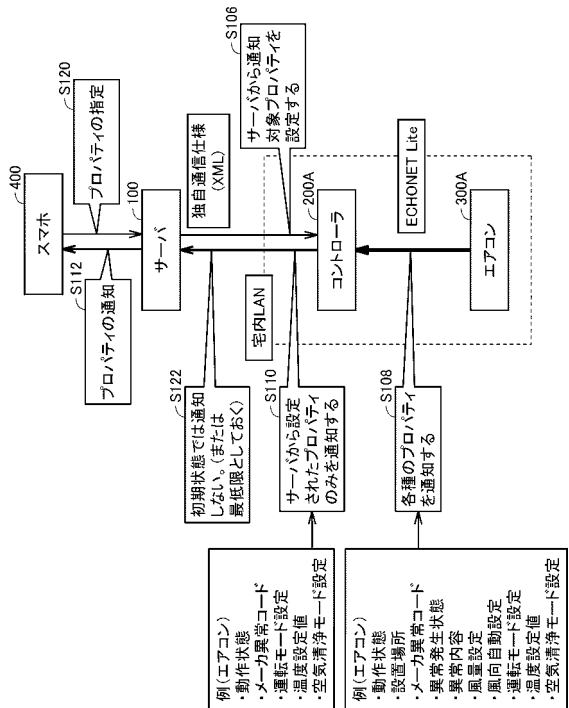 400
スマホ
S120
プロパティの指定
S112
プロパティの通知
100
サーバ
独自通信仕様
(XML)
S106
サーバから通知
対象プロパティを
設定する
S122
初期状態では通知
しない。(または
最低限としておく)
宅内LAN
S110
サーバから設定
されたプロパティ
のみを通知する
200A
コントローラ
ECHONET Lite
S108
各種のプロパティ
を通知する
300A
エアコン
例(エアコン)
・動作状態
・メーカ異常コード
・運転モード設定
・温度設定値
・空気清浄モード設定
例(エアコン)
・動作状態
・設置場所
・メーカ異常コード
・異常発生状態
・異常内容
・風量設定
・風向自動設定
・運転モード設定
・温度設定値
・空気清浄モード設定